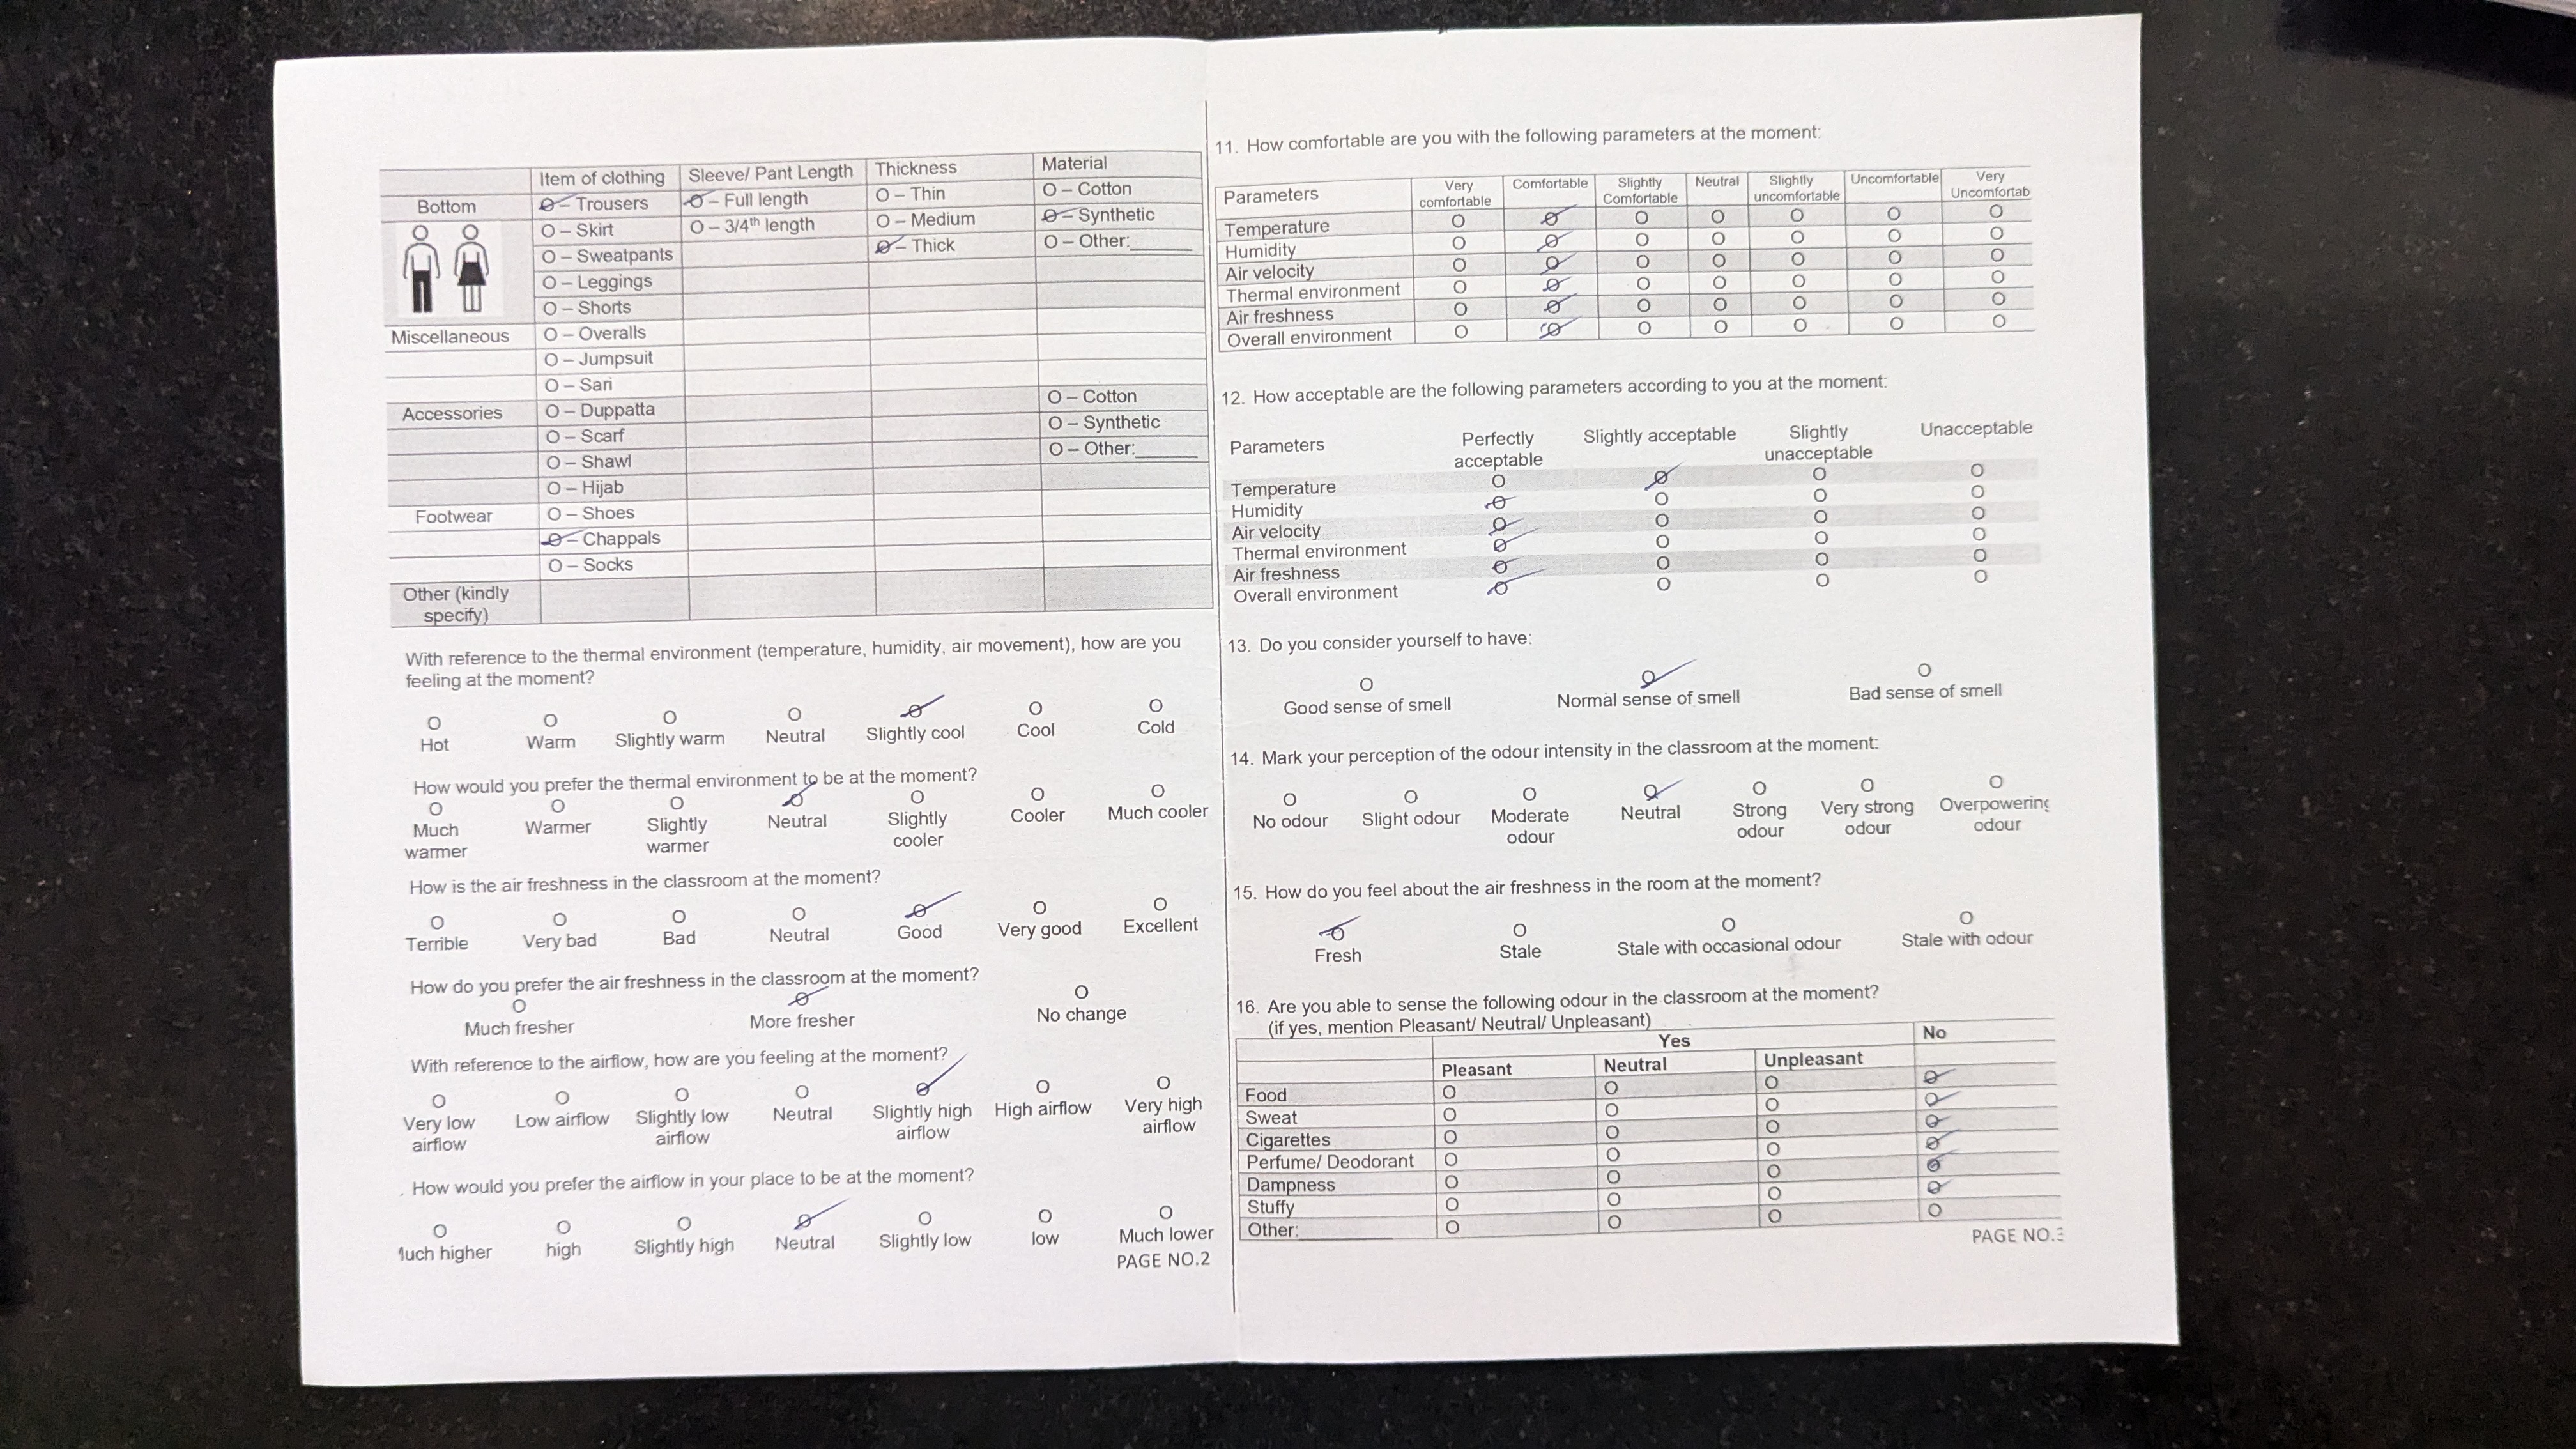 Item of clothing Sleeve/ Pant Length Thickness Material
Bottom O – Trousers O – Full length O – Thin O – Cotton
O – Skirt O – 3/4th length O – Medium O – Synthetic
O – Sweatpants O – Thick O – Other:______
O – Leggings
O – Shorts
Miscellaneous O – Overalls
O – Jumpsuit
O – Sari
Accessories O – Duppatta O – Cotton
O – Scarf O – Synthetic
O – Shawl O – Other:______
O – Hijab
Footwear O – Shoes
O – Chappals
O – Socks
Other (kindly
specify)
With reference to the thermal environment (temperature, humidity, air movement), how are you
feeling at the moment?
O O O O O O O
Hot Warm Slightly warm Neutral Slightly cool Cool Cold
How would you prefer the thermal environment to be at the moment?
O O O O O O O
Much Warmer Slightly Neutral Slightly Cooler Much cooler
warmer warmer cooler
How is the air freshness in the classroom at the moment?
O O O O O O O
Terrible Very bad Bad Neutral Good Very good Excellent
How do you prefer the air freshness in the classroom at the moment?
O O O
Much fresher More fresher No change
With reference to the airflow, how are you feeling at the moment?
O O O O O O O
Very low Low airflow Slightly low Neutral Slightly high High airflow Very high
airflow airflow airflow airflow
. How would you prefer the airflow in your place to be at the moment?
O O O O O O O
luch higher high Slightly high Neutral Slightly low low Much lower
PAGE NO.2
11. How comfortable are you with the following parameters at the moment:
Parameters Very Comfortable Slightly Neutral Slightly Uncomfortable Very
comfortable Comfortable uncomfortable Uncomfortab
Temperature O O O O O O O
Humidity O O O O O O O
Air velocity O O O O O O O
Thermal environment O O O O O O O
Air freshness O O O O O O O
Overall environment O O O O O O O
12. How acceptable are the following parameters according to you at the moment:
Parameters Perfectly Slightly acceptable Slightly Unacceptable
acceptable unacceptable
Temperature O O O O
Humidity O O O O
Air velocity O O O O
Thermal environment O O O O
Air freshness O O O O
Overall environment O O O O
13. Do you consider yourself to have:
O O O
Good sense of smell Normal sense of smell Bad sense of smell
14. Mark your perception of the odour intensity in the classroom at the moment:
O O O O O O O
No odour Slight odour Moderate Neutral Strong Very strong Overpowering
odour odour odour odour
15. How do you feel about the air freshness in the room at the moment?
O O O O
Fresh Stale Stale with occasional odour Stale with odour
16. Are you able to sense the following odour in the classroom at the moment?
(if yes, mention Pleasant/ Neutral/ Unpleasant)
Yes No
Pleasant Neutral Unpleasant
Food O O O O
Sweat O O O O
Cigarettes O O O O
Perfume/ Deodorant O O O O
Dampness O O O O
Stuffy O O O O
Other:__________ O O O O
PAGE NO.3